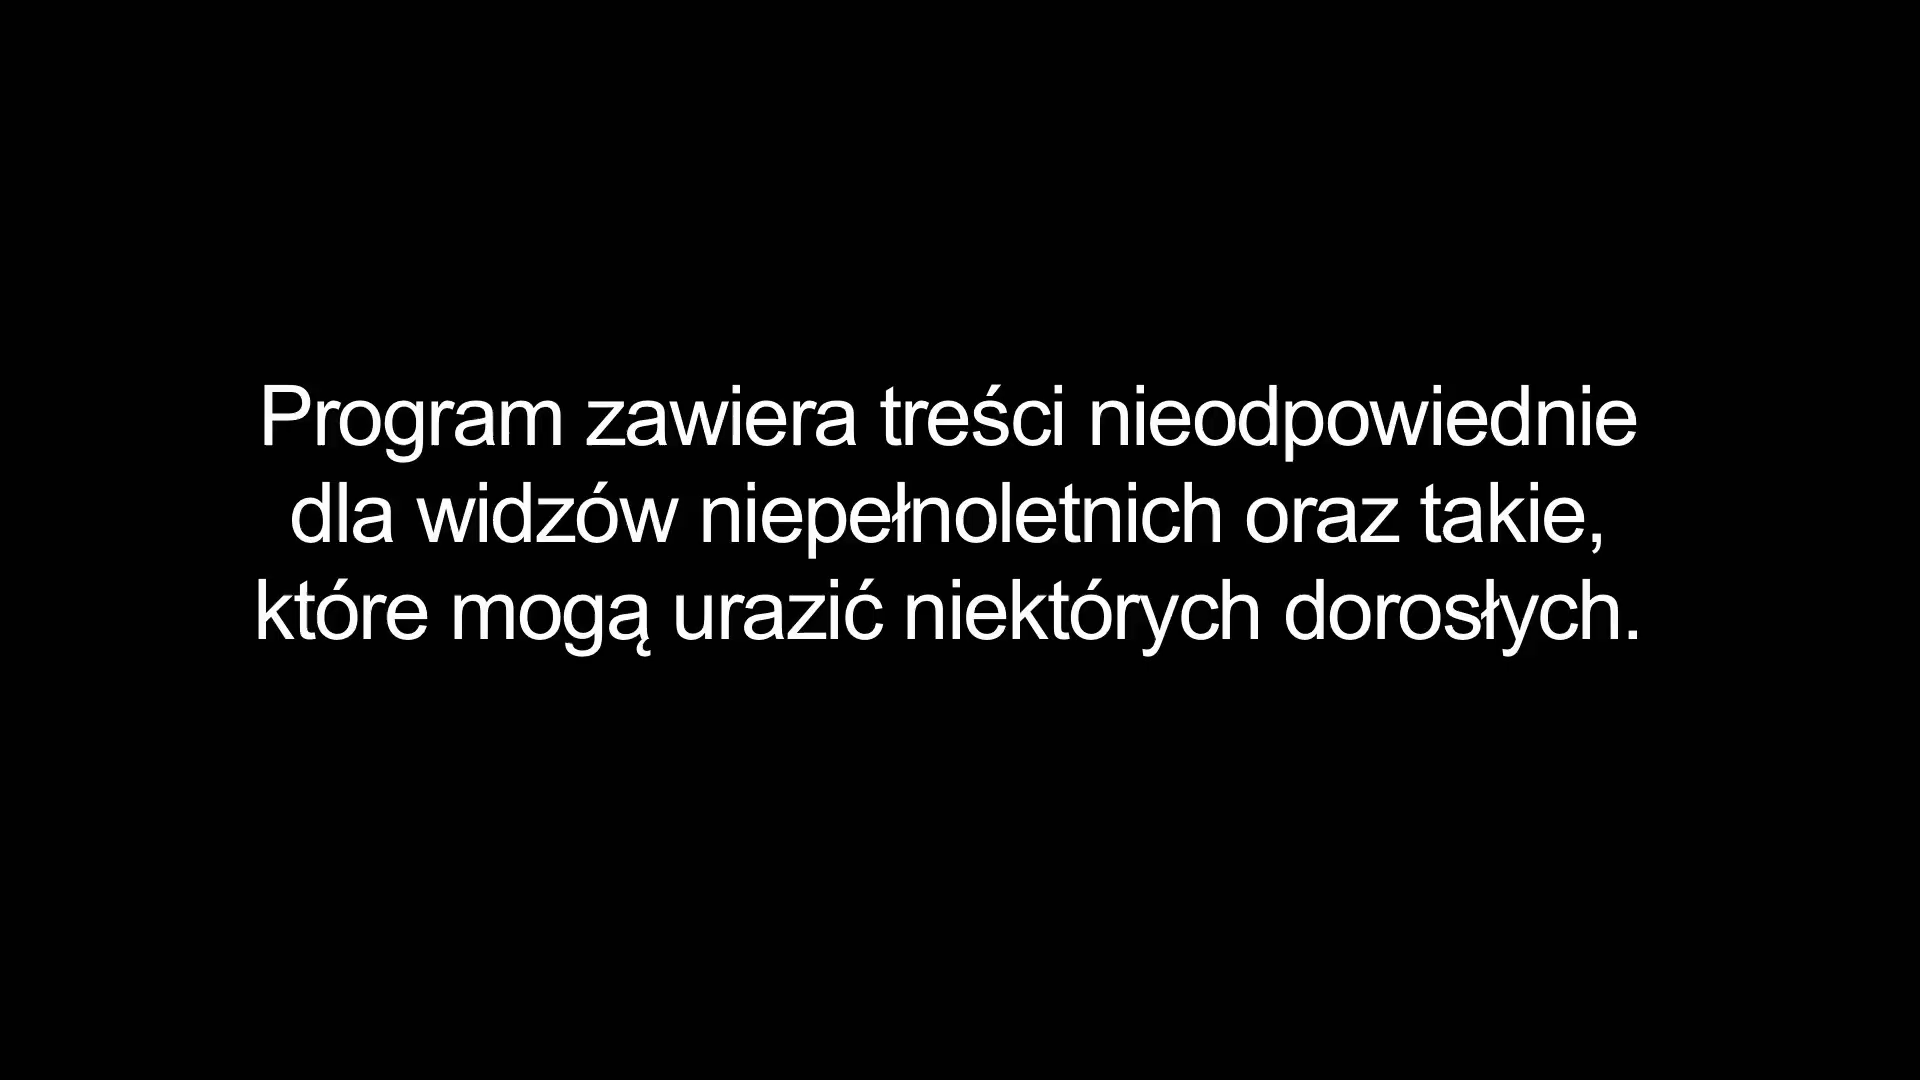 Program zawiera treści nieodpowiednie
dla widzów niepełnoletnich oraz takie,
które mogą urazić niektórych dorosłych.